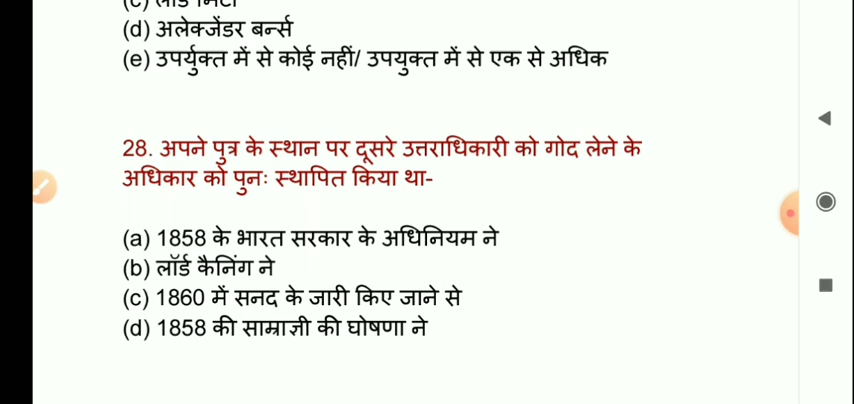 (d) अलेक्जेंडर बर्न्स
(e) उपर्युक्त में से कोई नहीं/ उपयुक्त में से एक से अधिक
28. अपने पुत्र के स्थान पर दूसरे उत्तराधिकारी को गोद लेने के
अधिकार को पुनः स्थापित किया था-
(a) 1858 के भारत सरकार के अधिनियम ने
(b) लॉर्ड कैनिंग ने
(c) 1860 में सनद के जारी किए जाने से
(d) 1858 की साम्राज्ञी की घोषणा ने